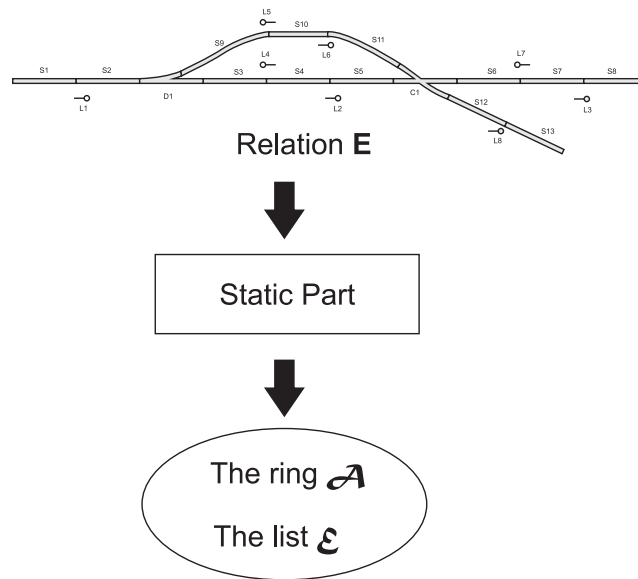 L5
S9 S10 S11
L4 L6 L7
S1 S2 S3 S4 S5 S6 S7 S8
D1 C1 S12
L1 L2 L3
L8 S13
Relation E
Static Part
The ring 𝓐
The list 𝓔